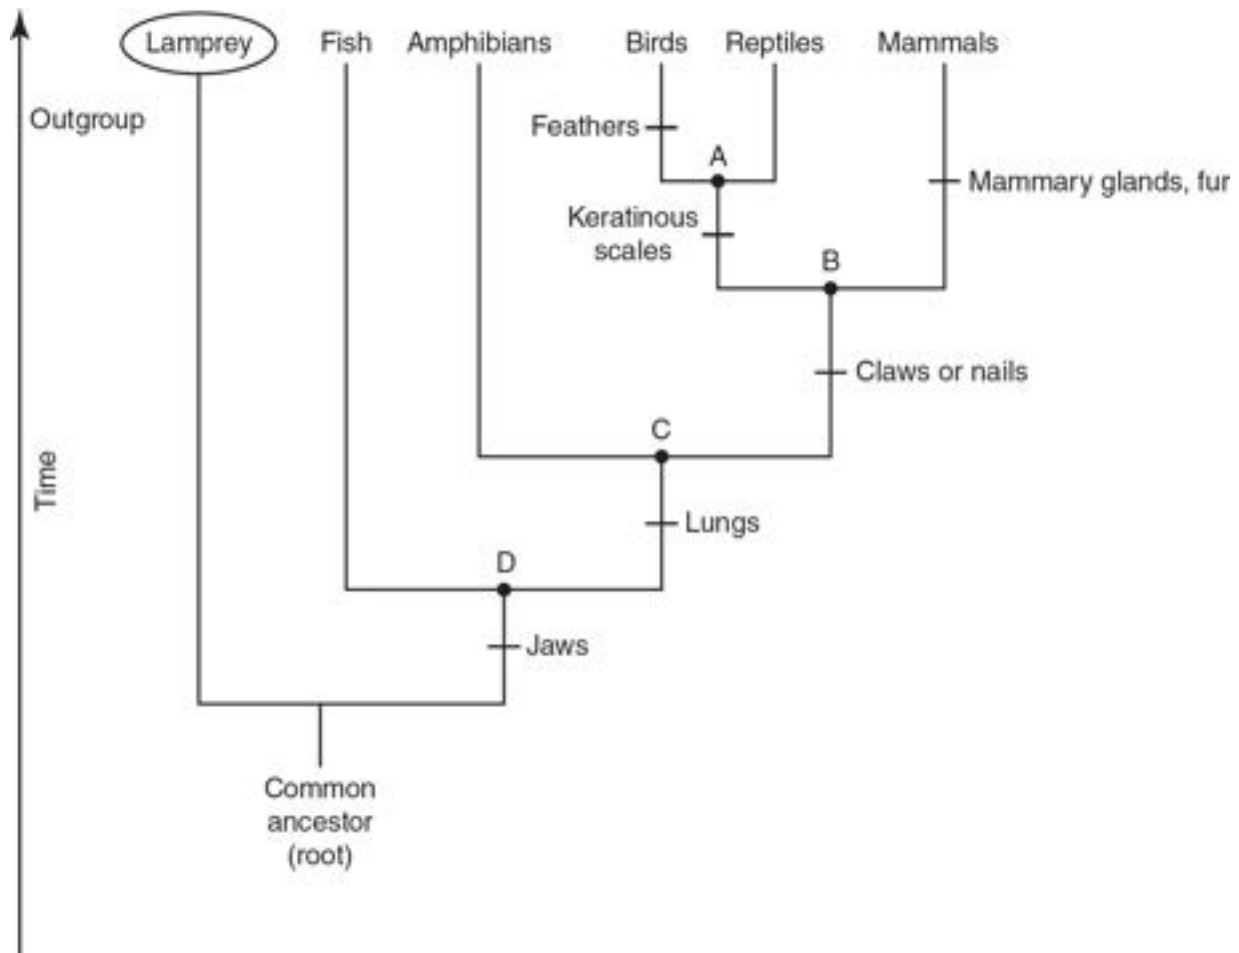 Lamprey
Fish
Amphibians
Birds
Reptiles
Mammals
Outgroup
Feathers
A
Mammary glands, fur
Keratinous
scales
B
Claws or nails
C
Time
Lungs
D
Jaws
Common
ancestor
(root)